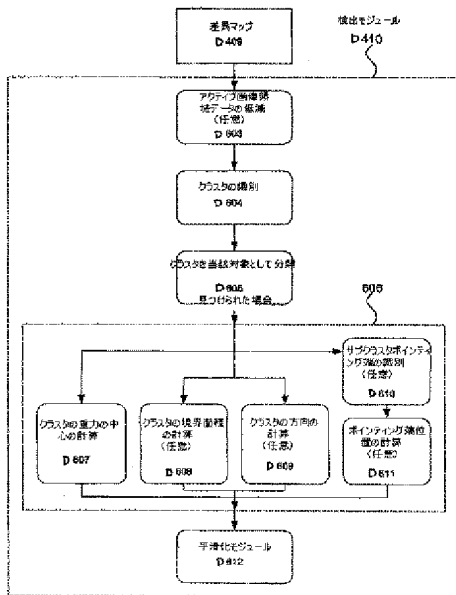 差異マップ
D 409
検出モジュール
D 410
アクティブ画像領
域データの低減
(任意)
D 603
クラスタの識別
D 604
クラスタを当該対象として分類
D 605
見つけられた場合
606
サブクラスタポインティ
ング端の識別
(任意)
D 610
クラスタの重力の中
心の計算
D 607
クラスタの境界
の計算
(任意)
D 608
クラスタの方向の
計算
(任意)
D 609
ポインティング端位
置の計算
(任意)
D 611
平滑化モジュール
D 612